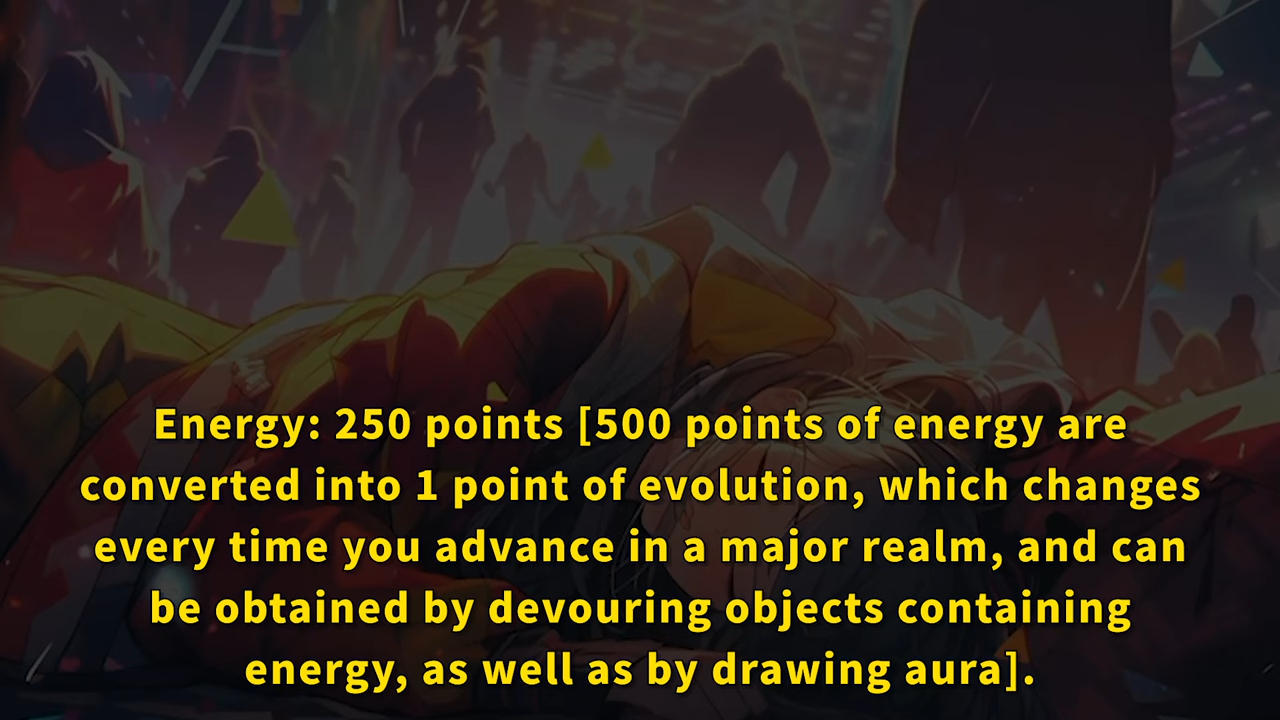 Energy: 250 points [500 points of energy are
converted into 1 point of evolution, which changes
every time you advance in a major realm, and can
be obtained by devouring objects containing
energy, as well as by drawing aura].